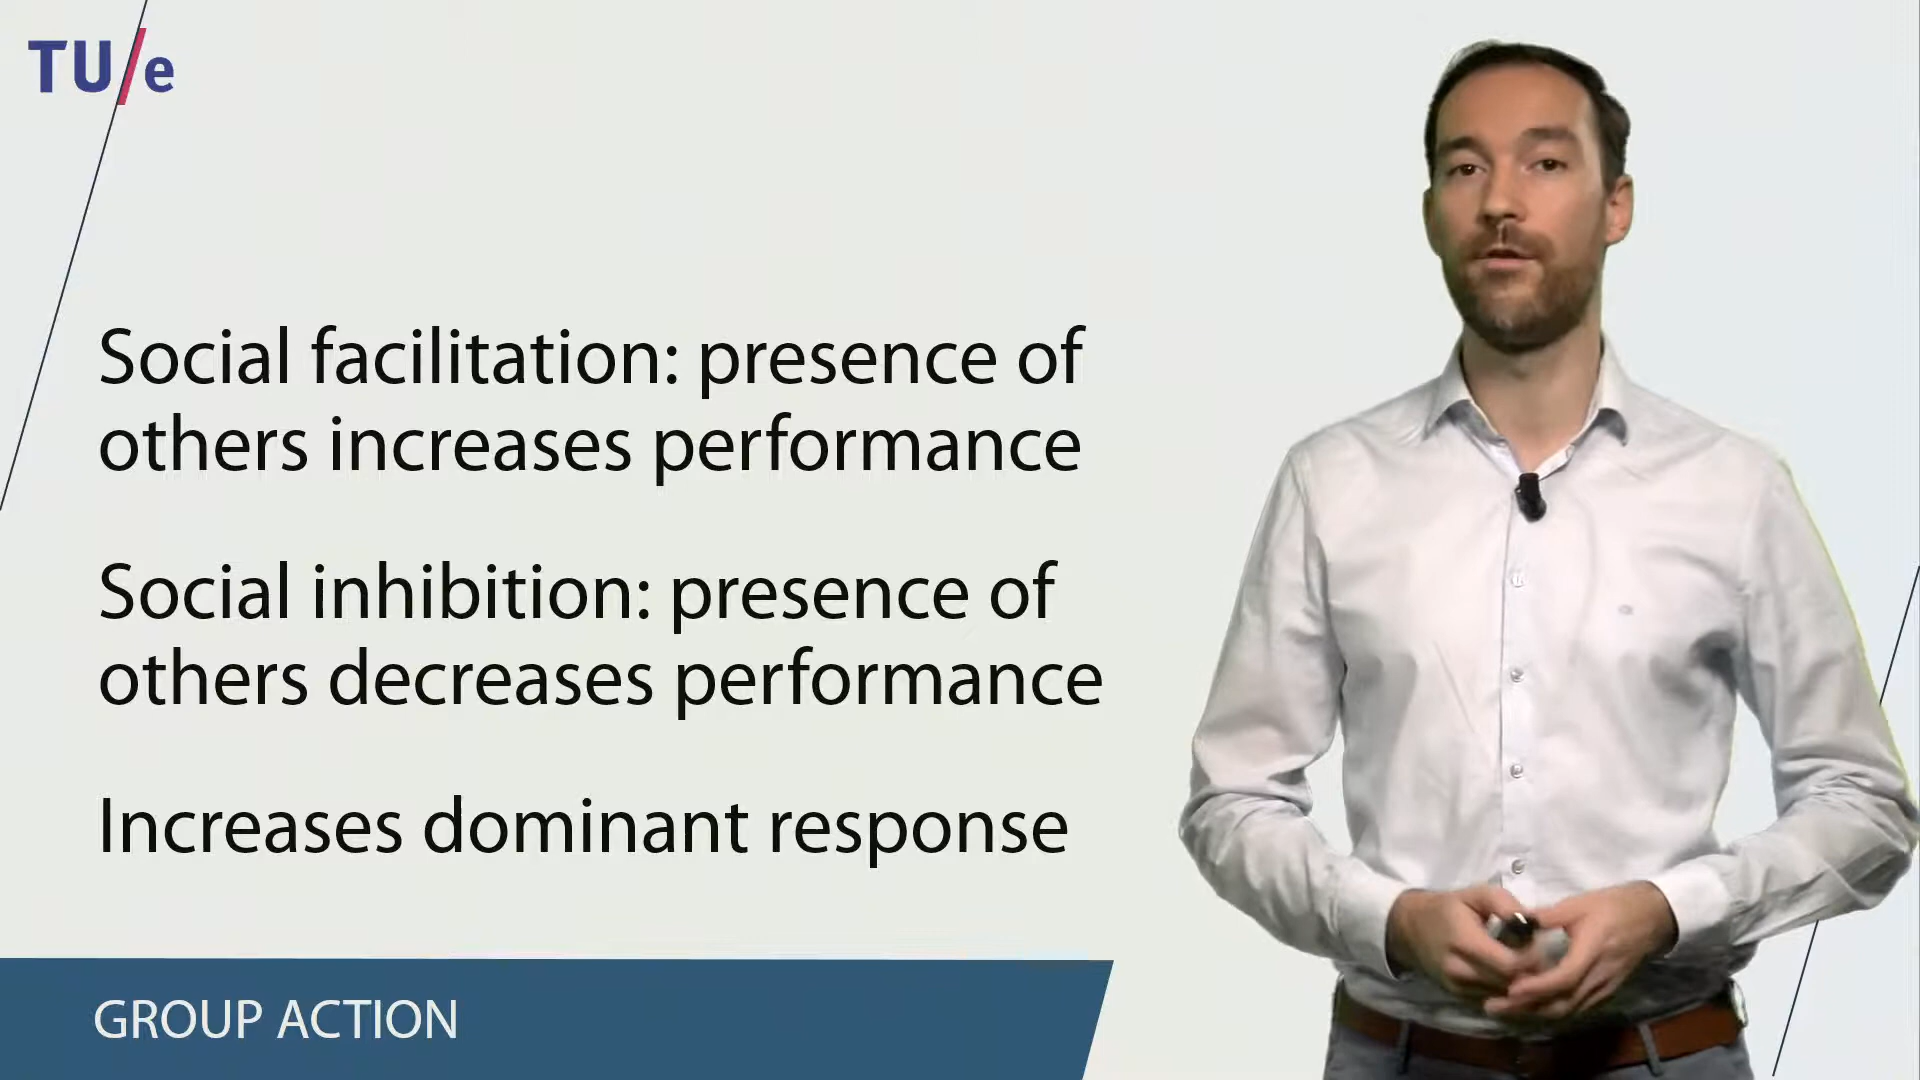 TU/e
Social facilitation: presence of
others increases performance
Social inhibition: presence of
others decreases performance
Increases dominant response
GROUP ACTION